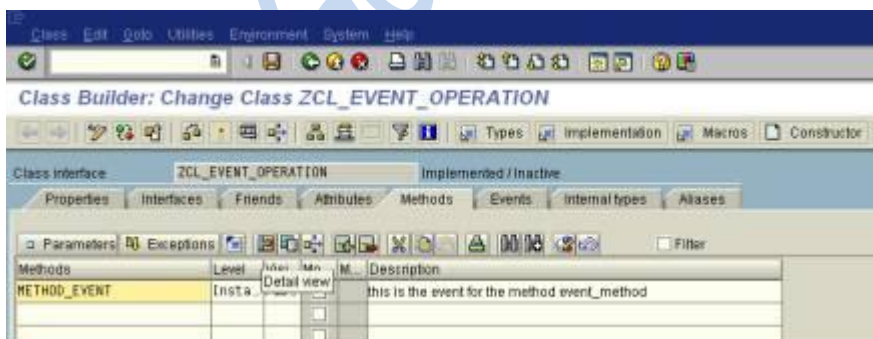 Class Edit Goto Utilities Environment System Help
Class Builder: Change Class ZCL_EVENT_OPERATION
Types Implementation Macros Constructor
Class interface ZCL_EVENT_OPERATION Implemented / Inactive
Properties Interfaces Friends Attributes Methods Events Internal types Aliases
Parameters Exceptions Filter
Methods Level M... Description
Detail view
METHOD_EVENT Insta this is the event for the method event_method